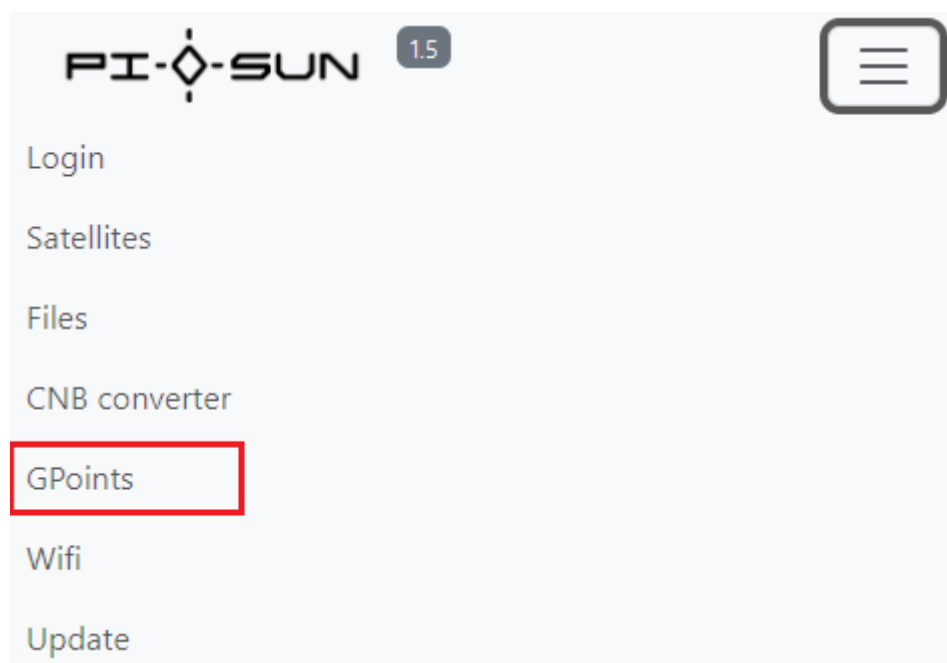 PI-SUN 1.5
Login
Satellites
Files
CNB converter
GPoints
Wifi
Update